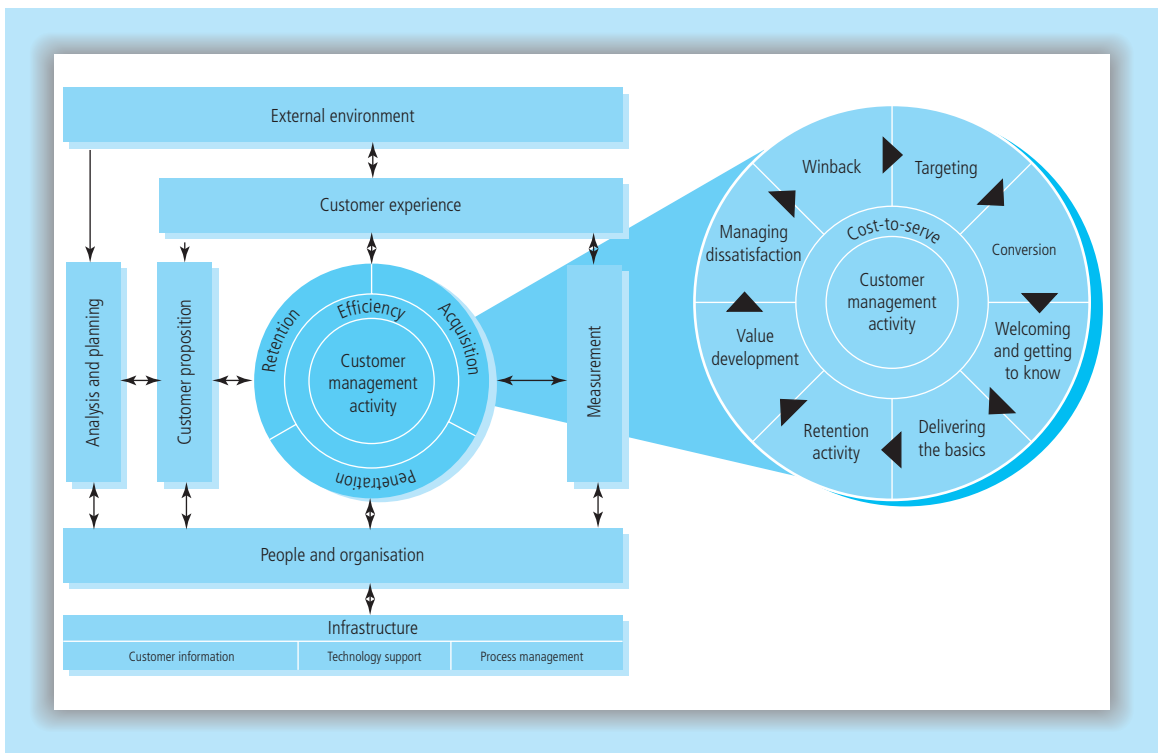 External environment
Customer experience
Analysis and planning
Customer proposition
Retention
Efficiency
Acquisition
Customer
management
activity
Penetration
Measurement
People and organisation
Infrastructure
Customer information
Technology support
Process management
Winback
Targeting
Managing
dissatisfaction
Cost-to-serve
Conversion
Customer
management
activity
Value
development
Welcoming
and getting
to know
Retention
activity
Delivering
the basics